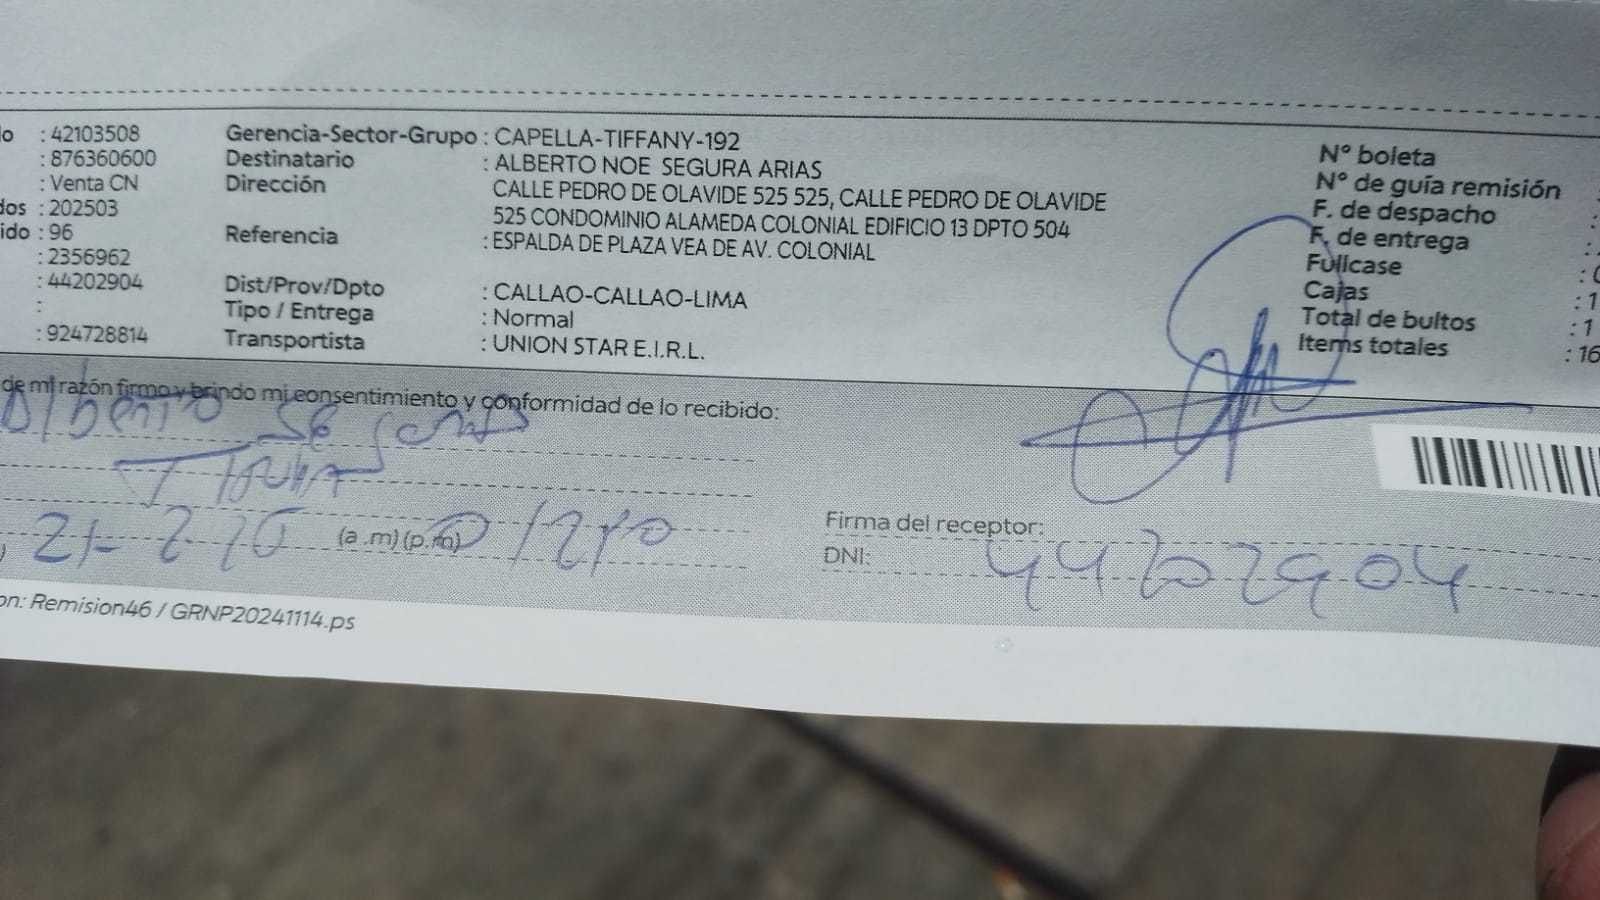 do : 42103508 Gerencia-Sector-Grupo : CAPELLA-TIFFANY-192 N° boleta
: 876360600 Destinatario : ALBERTO NOE SEGURA ARIAS N° de guía remisión :
: Venta CN Dirección CALLE PEDRO DE OLAVIDE 525 525, CALLE PEDRO DE OLAVIDE F. de despacho :
dos : 202503 525 CONDOMINIO ALAMEDA COLONIAL EDIFICIO 13 DPTO 504 F. de entrega :
ido : 96 Referencia : ESPALDA DE PLAZA VEA DE AV. COLONIAL Fullcase : 0
: 2356962 Cajas : 1
: 44202904 Dist/Prov/Dpto : CALLAO-CALLAO-LIMA Total de bultos : 1
: Tipo / Entrega : Normal Items totales : 16
: 924728814 Transportista : UNION STAR E.I.R.L.
de mi razón firmo y brindo mi consentimiento y conformidad de lo recibido:
Alberto Segura
(a .m) (p.m)
Firma del receptor:
DNI: 44202904
on: Remision46 / GRNP20241114.ps